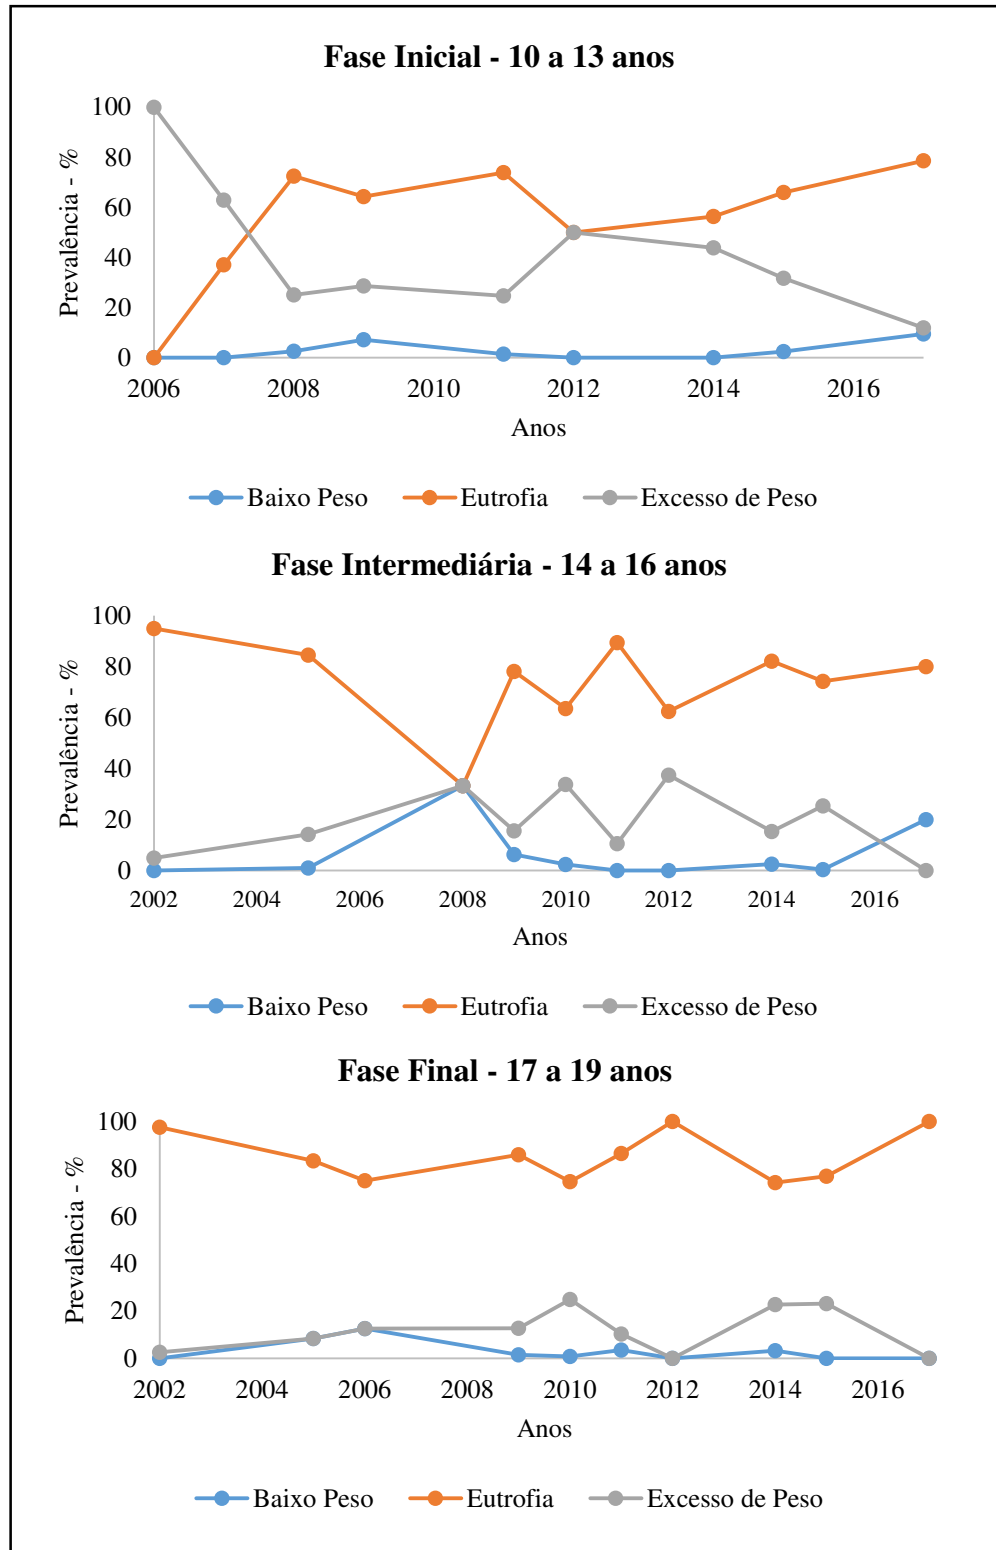 Fase Inicial - 10 a 13 anos
Prevalência - %
100
80
60
40
20
0
2006 2008 2010 2012 2014 2016
Anos
Baixo Peso Eutrofia Excesso de Peso
Fase Intermediária - 14 a 16 anos
Prevalência - %
100
80
60
40
20
0
2002 2004 2006 2008 2010 2012 2014 2016
Anos
Baixo Peso Eutrofia Excesso de Peso
Fase Final - 17 a 19 anos
Prevalência - %
100
80
60
40
20
0
2002 2004 2006 2008 2010 2012 2014 2016
Anos
Baixo Peso Eutrofia Excesso de Peso